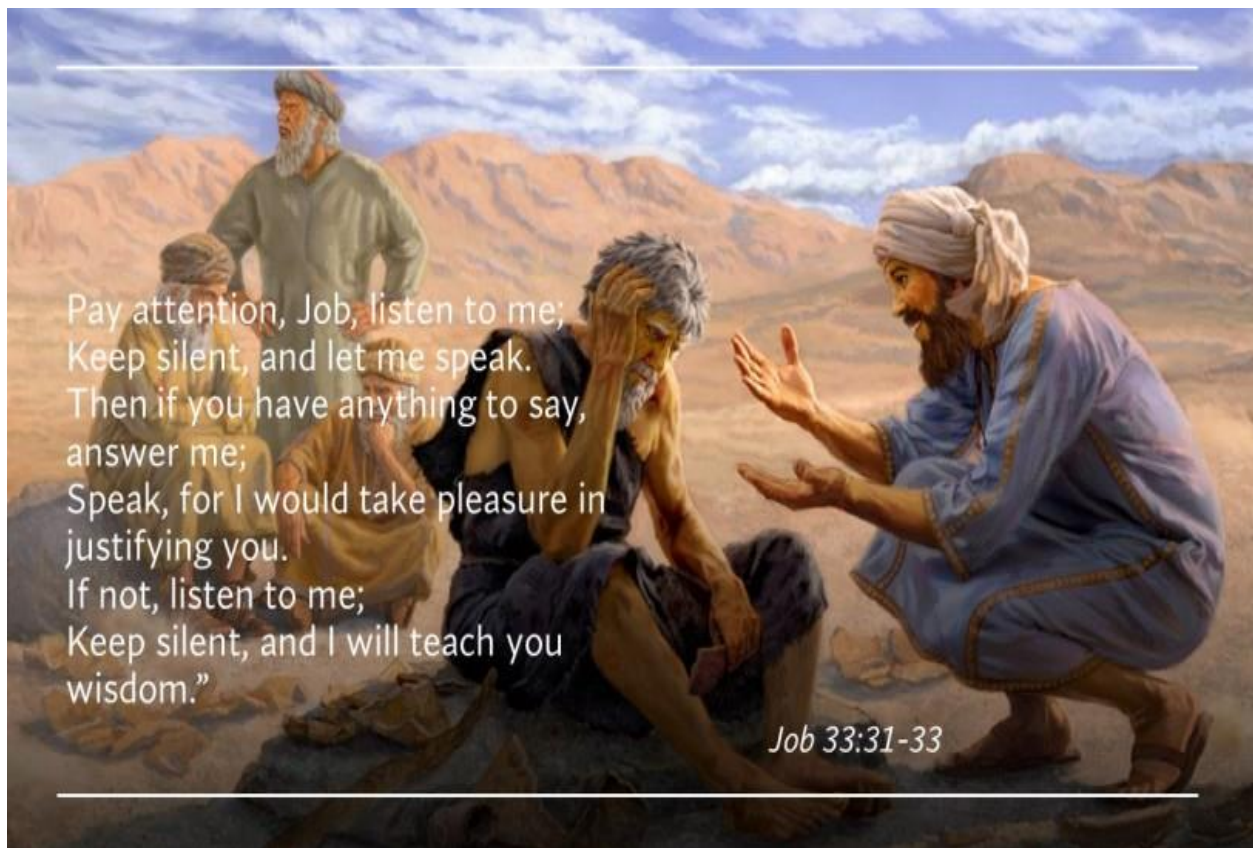 Pay attention, Job, listen to me;
Keep silent, and let me speak.
Then if you have anything to say,
answer me;
Speak, for I would take pleasure in
justifying you.
If not, listen to me;
Keep silent, and I will teach you
wisdom.”
Job 33:31-33